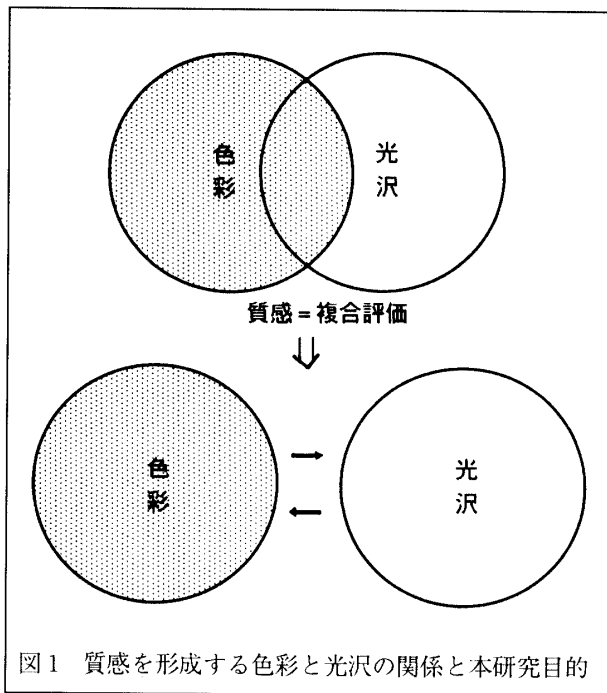 色彩
光沢
質感=複合評価
色彩
光沢
図1 質感を形成する色彩と光沢の関係と本研究目的